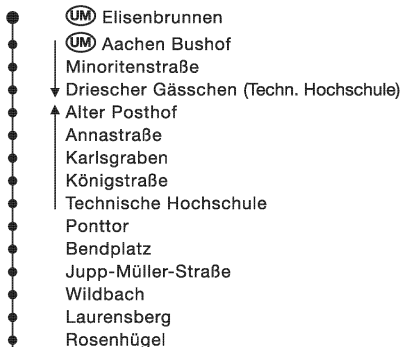 UM Elisenbrunnen
UM Aachen Bushof
Minoritenstraße
Driescher Gässchen (Techn. Hochschule)
Alter Posthof
Annastraße
Karlsgraben
Königstraße
Technische Hochschule
Ponttor
Bendplatz
Jupp-Müller-Straße
Wildbach
Laurensberg
Rosenhügel